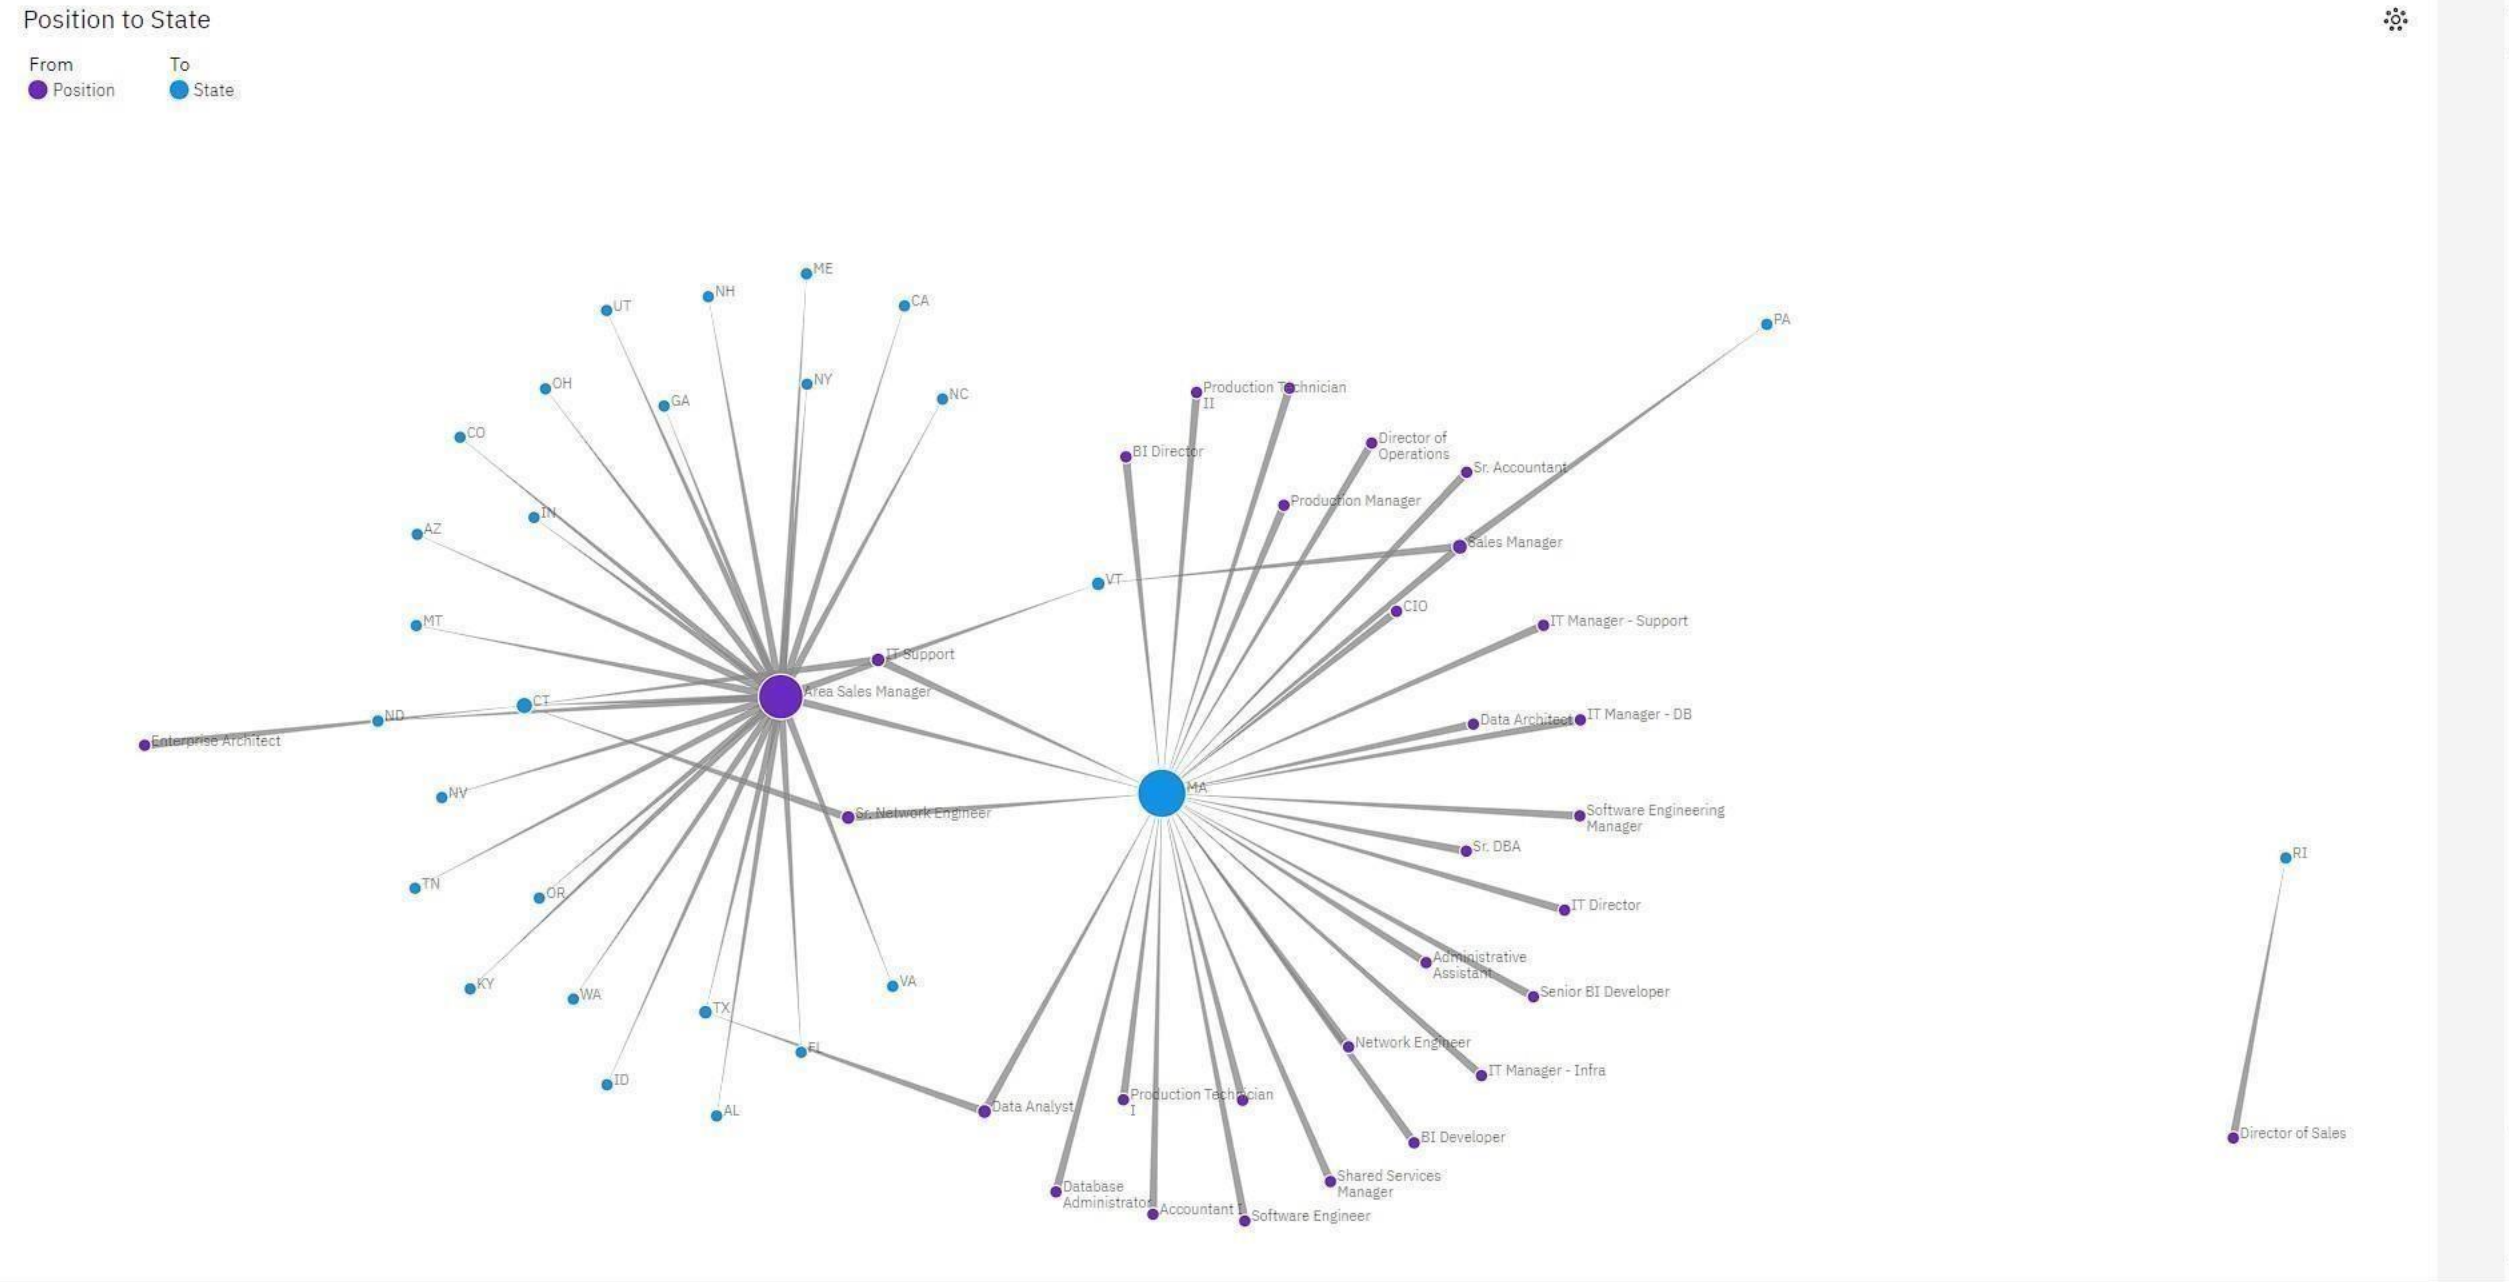 Position to State
From To
Position State
ME
NH
CA
UT
PA
NY
OH
Production Technician
II
NC
GA
CO
Director of
Operations
BI Director
Sr. Accountant
Production Manager
IN
AZ
Sales Manager
VT
CIO
MT
IT Manager - Support
IT Support
Area Sales Manager
CT
ND
IT Manager - DB
Data Architect
Enterprise Architect
MA
NV
Sr. Network Engineer
Software Engineering
Manager
Sr. DBA
RI
TN
OR
IT Director
Administrative
Assistant
VA
KY
WA
Senior BI Developer
TX
Network Engineer
FL
IT Manager - Infra
ID
Production Technician
I
Data Analyst
AL
Director of Sales
BI Developer
Shared Services
Manager
Database
Administrator
Accountant I
Software Engineer